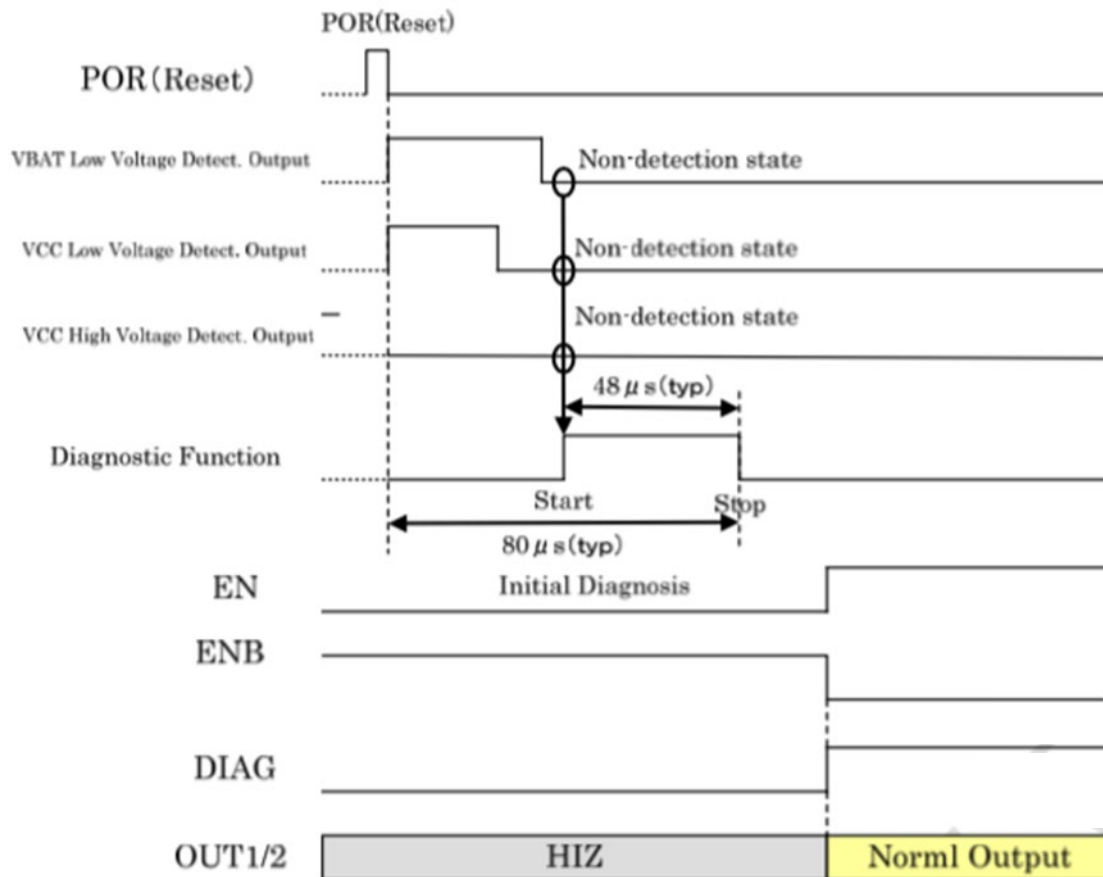 POR(Reset)
POR(Reset)
VBAT Low Voltage Detect. Output
Non-detection state
VCC Low Voltage Detect. Output
Non-detection state
Non-detection state
VCC High Voltage Detect. Output
48μs(typ)
Diagnostic Function
Start
Stop
80μs(typ)
EN
Initial Diagnosis
ENB
DIAG
OUT1/2
HIZ
Norml Output